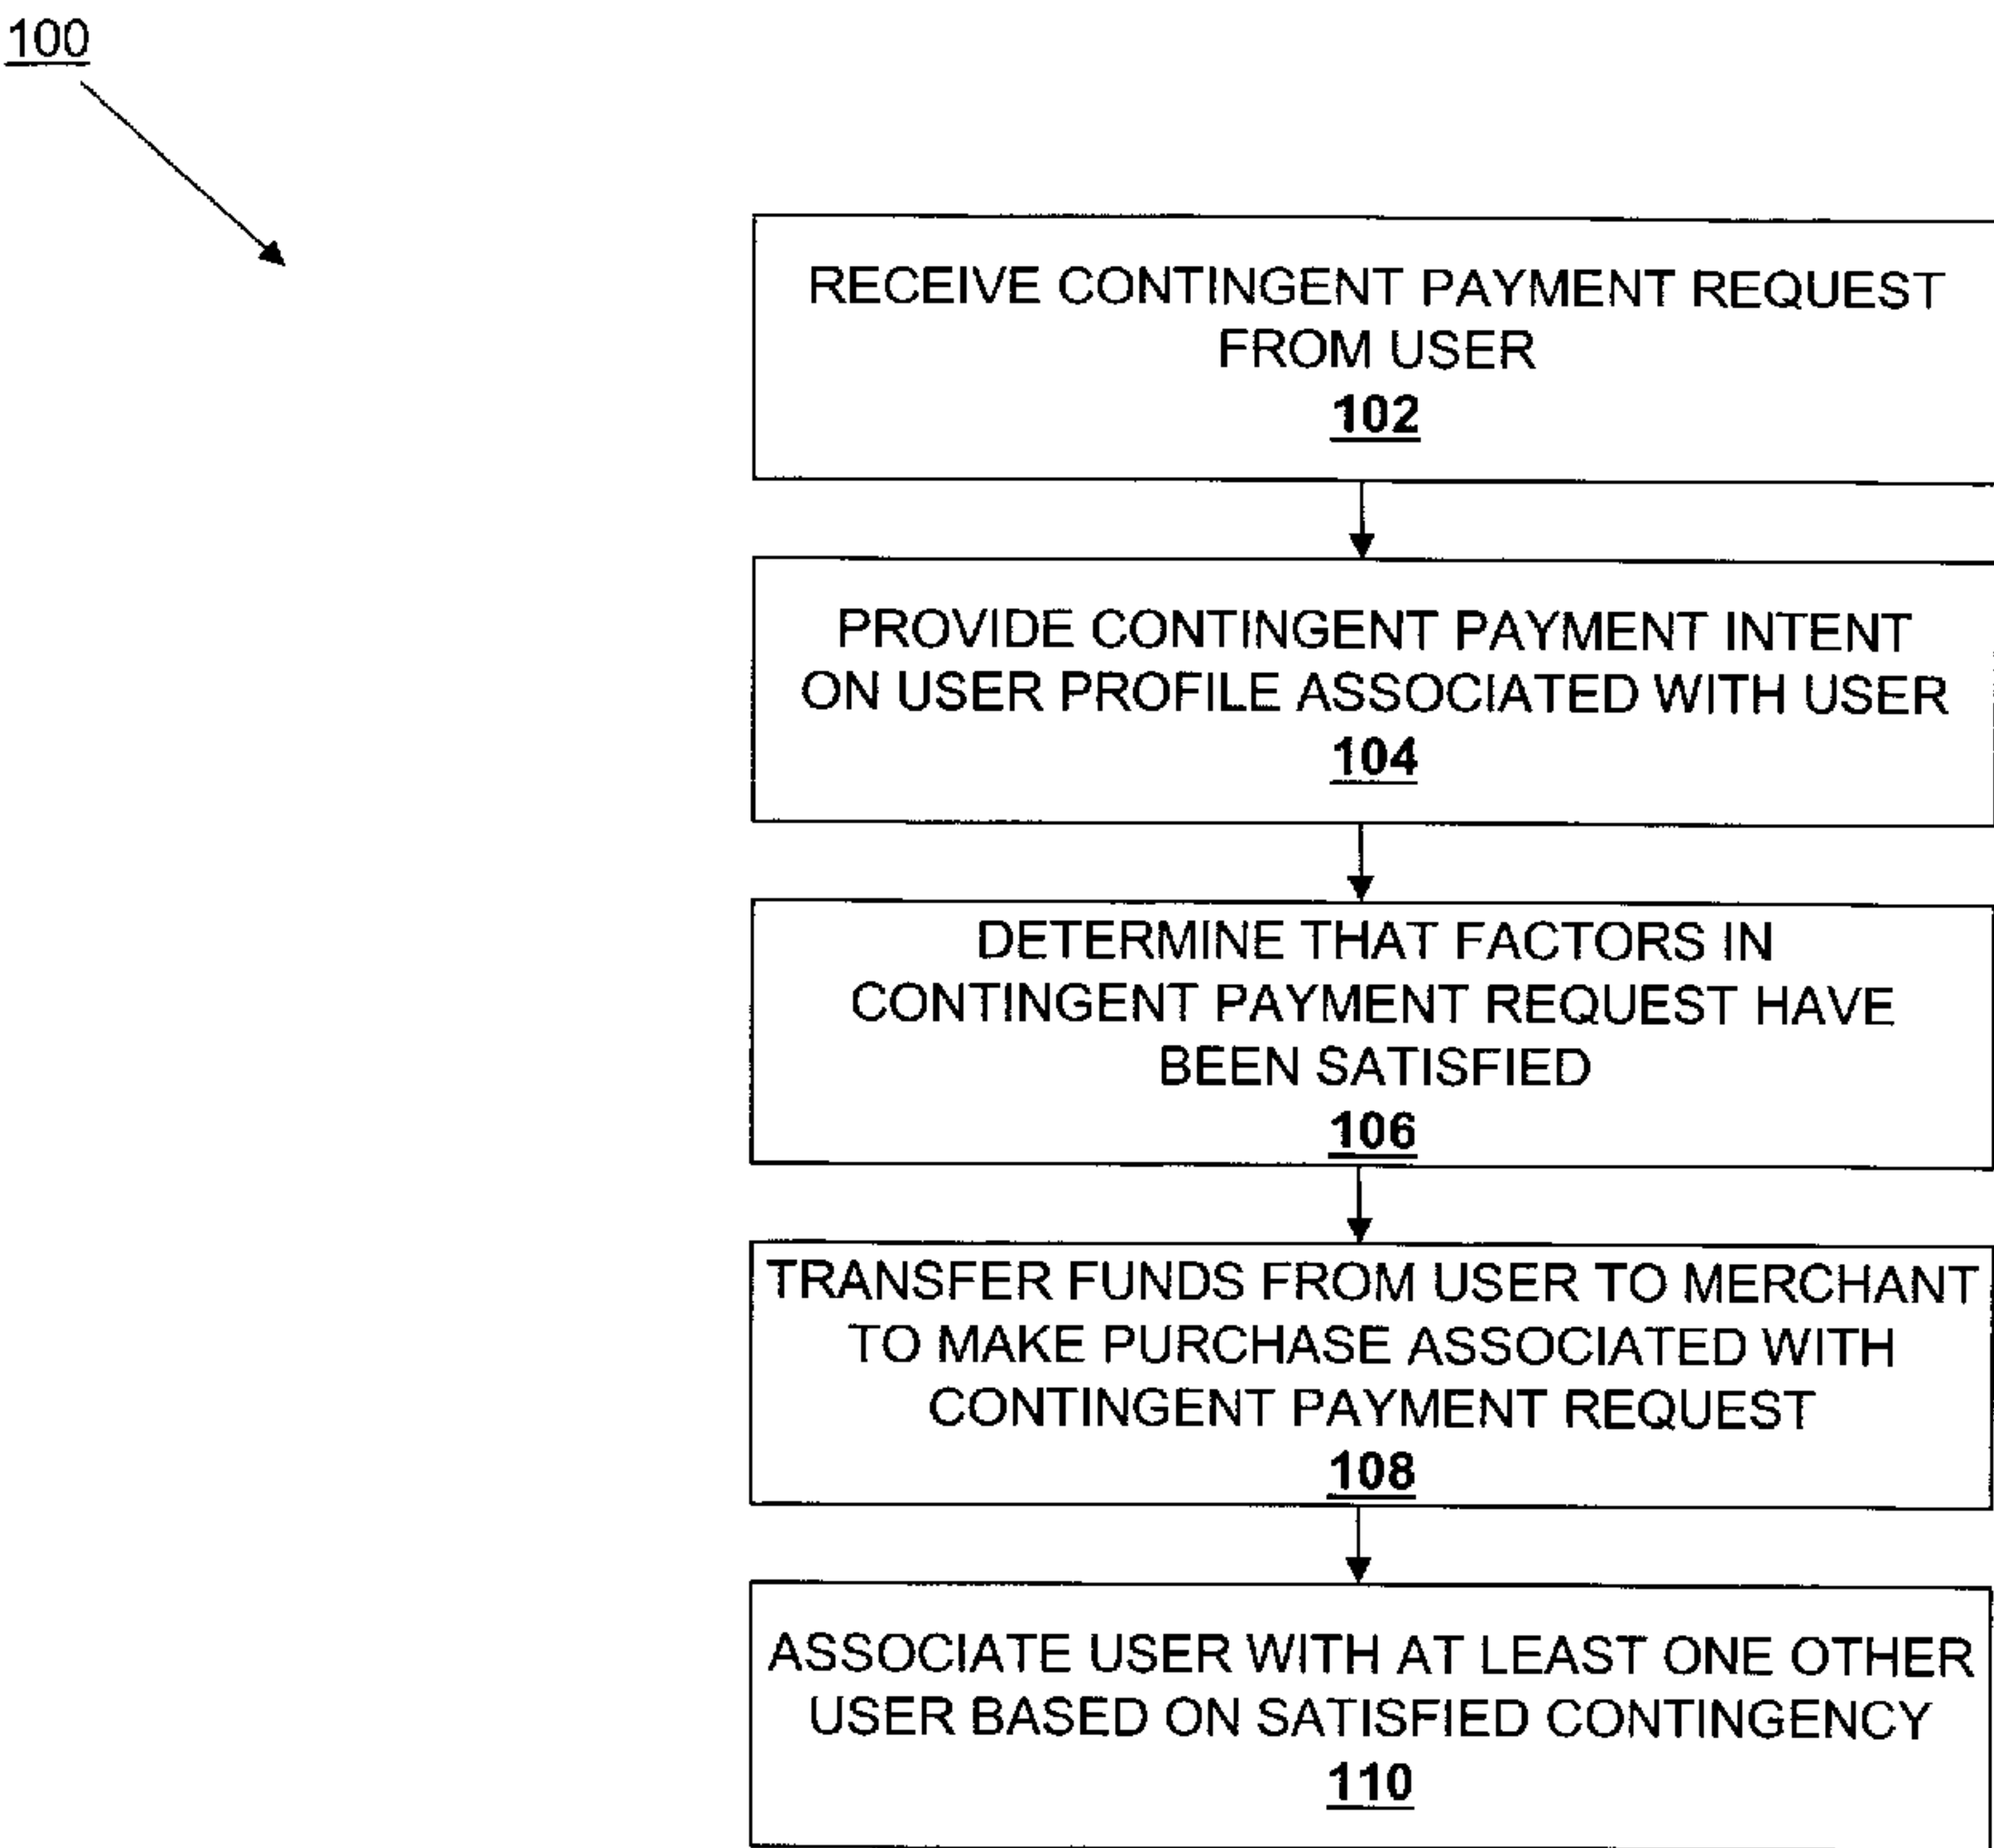 100
RECEIVE CONTINGENT PAYMENT REQUEST
FROM USER
102
PROVIDE CONTINGENT PAYMENT INTENT
ON USER PROFILE ASSOCIATED WITH USER
104
DETERMINE THAT FACTORS IN
CONTINGENT PAYMENT REQUEST HAVE
BEEN SATISFIED
106
TRANSFER FUNDS FROM USER TO MERCHANT
TO MAKE PURCHASE ASSOCIATED WITH
CONTINGENT PAYMENT REQUEST
108
ASSOCIATE USER WITH AT LEAST ONE OTHER
USER BASED ON SATISFIED CONTINGENCY
110